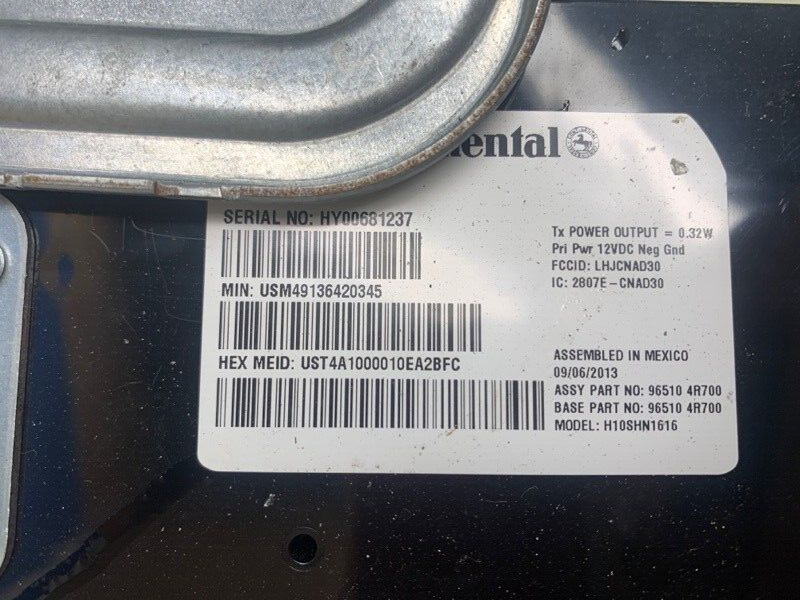 ental
SERIAL NO: HY00681237
MIN: USM49136420345
HEX MEID: UST4A1000010EA2BFC
Tx POWER OUTPUT = 0.32W
Pri Pwr 12VDC Neg Gnd
FCCID: LHJCNAD30
IC: 2807E-CNAD30
ASSEMBLED IN MEXICO
09/06/2013
ASSY PART NO: 96510 4R700
BASE PART NO: 96510 4R700
MODEL: H10SHN1616